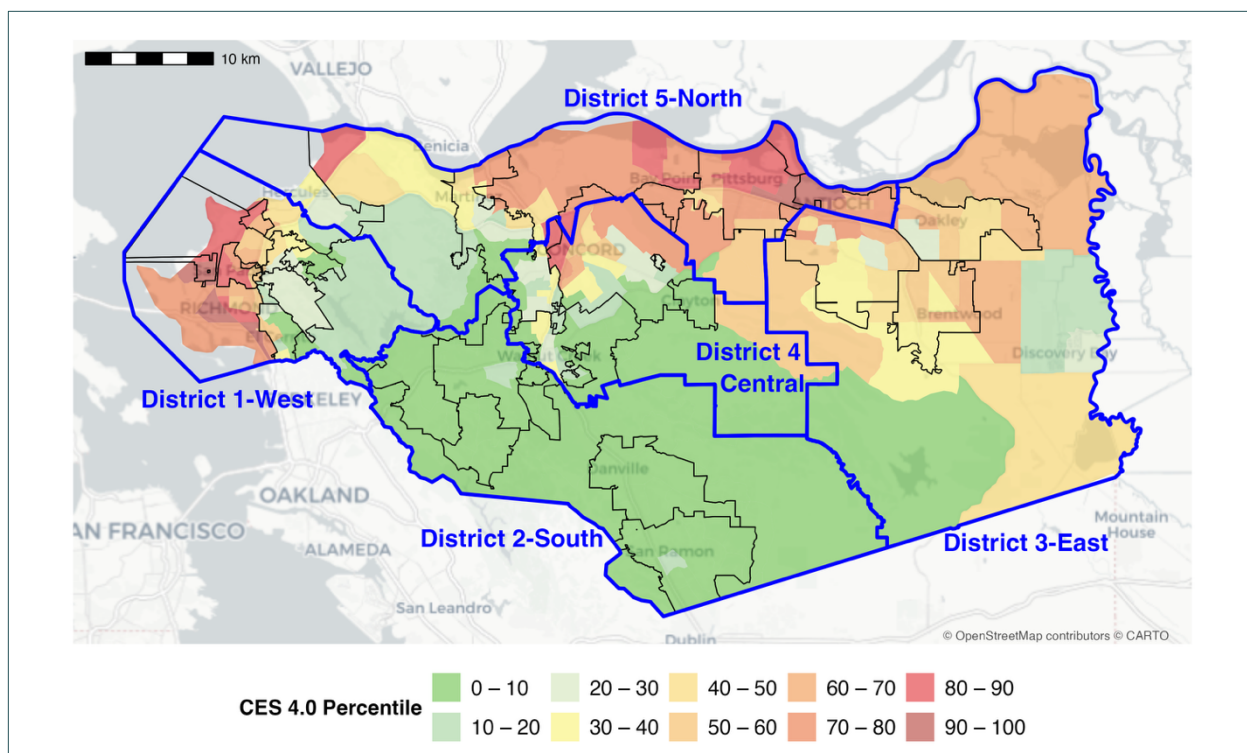 10 km
VALLEJO
District 5-North
Benicia
Hercules
Martinez
Bay Point
Pittsburg
ANTIOCH
Oakley
CONCORD
RICHMOND
Clayton
Brentwood
Walnut Creek
District 4
Central
Discovery Bay
District 1-West
Danville
OAKLAND
SAN FRANCISCO
District 2-South
San Ramon
Mountain
House
District 3-East
ALAMEDA
San Leandro
Dublin
© OpenStreetMap contributors © CARTO
CES 4.0 Percentile
0 – 10
20 – 30
40 – 50
60 – 70
80 – 90
10 – 20
30 – 40
50 – 60
70 – 80
90 – 100